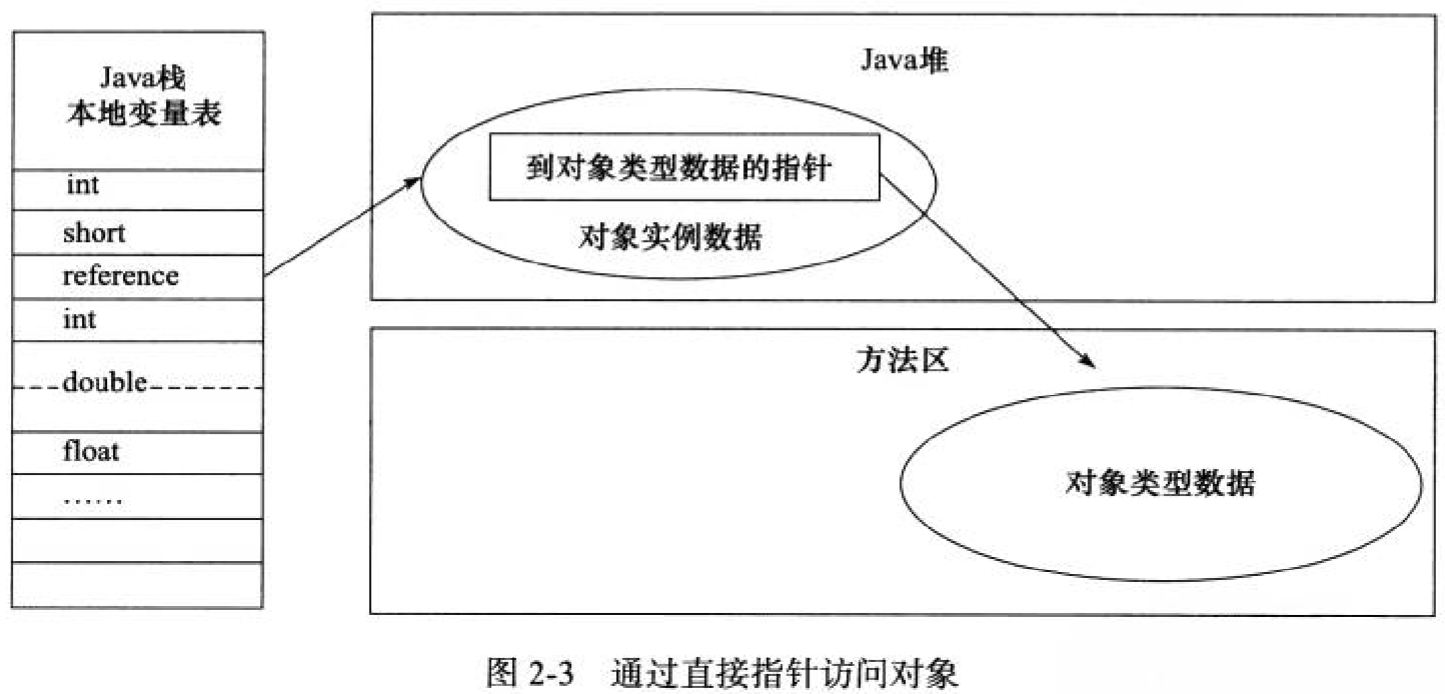 Java栈
本地变量表
int
short
reference
int
double
float
……
Java堆
到对象类型数据的指针
对象实例数据
方法区
对象类型数据
图 2-3 通过直接指针访问对象